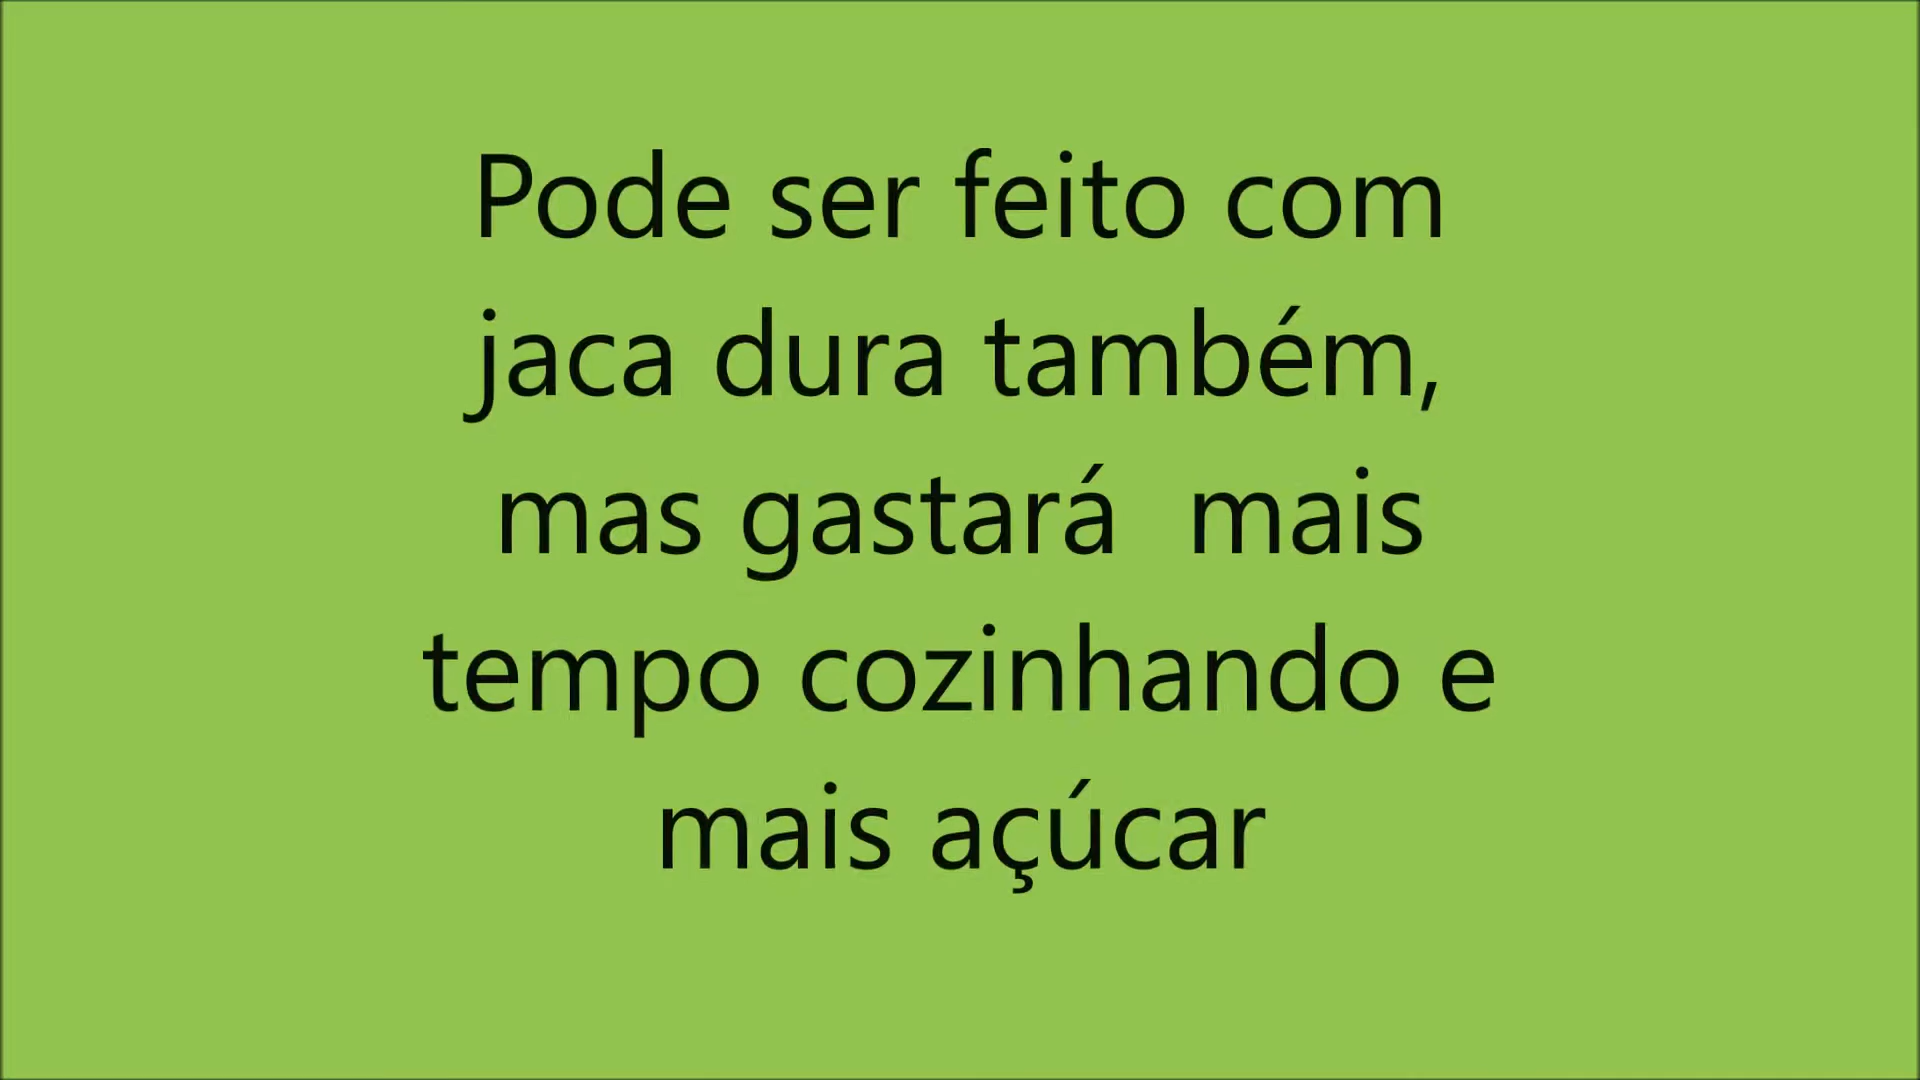 Pode ser feito com
jaca dura também,
mas gastará  mais
tempo cozinhando e
mais açúcar